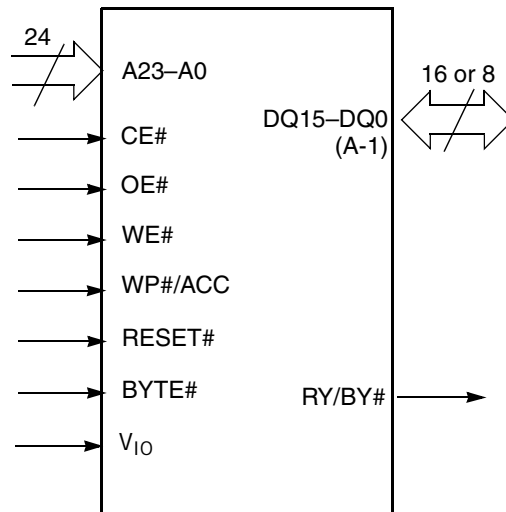 24
A23–A0
16 or 8
CE#
DQ15–DQ0
(A-1)
OE#
WE#
WP#/ACC
RESET#
BYTE#
RY/BY#
VIO